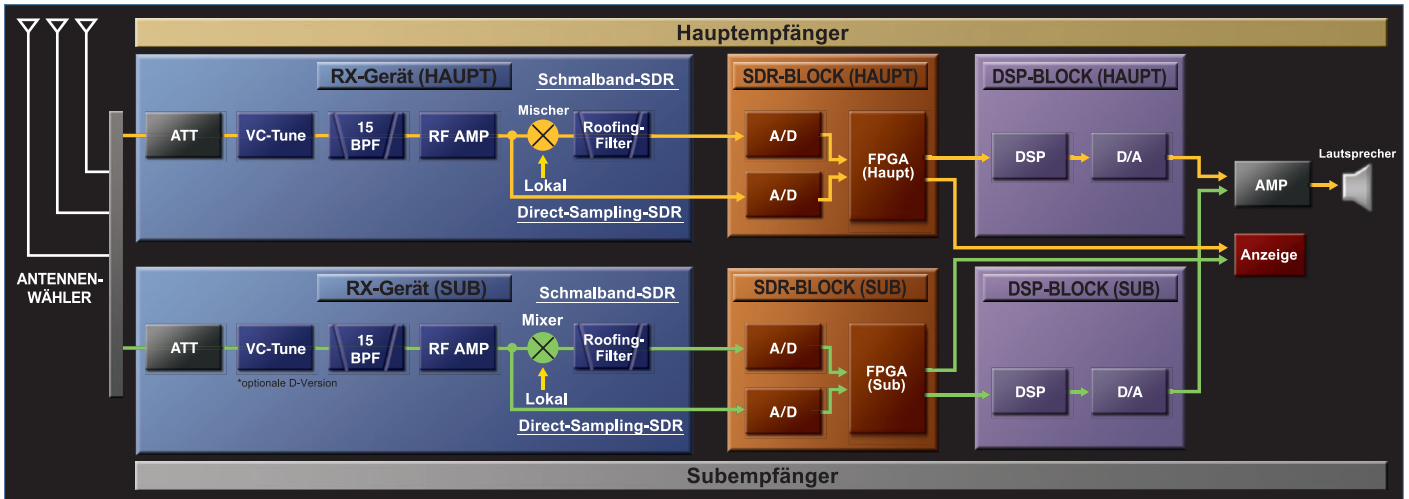 Hauptempfänger
RX-Gerät (HAUPT)
Schmalband-SDR
ATT
VC-Tune
15
BPF
RF AMP
Mischer
Roofing-
Filter
Lokal
Direct-Sampling-SDR
SDR-BLOCK (HAUPT)
A/D
A/D
FPGA
(Haupt)
DSP-BLOCK (HAUPT)
DSP
D/A
AMP
Lautsprecher
Anzeige
ANTENNEN-
WÄHLER
RX-Gerät (SUB)
Schmalband-SDR
ATT
VC-Tune
*optionale D-Version
15
BPF
RF AMP
Mixer
Roofing-
Filter
Lokal
Direct-Sampling-SDR
SDR-BLOCK (SUB)
A/D
A/D
FPGA
(Sub)
DSP-BLOCK (SUB)
DSP
D/A
Subempfänger